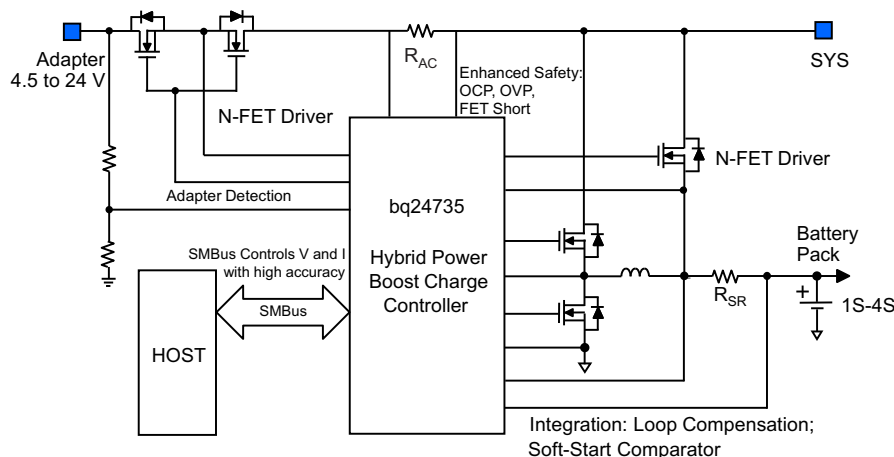 Adapter
4.5 to 24 V
R_AC
SYS
Enhanced Safety:
OCP, OVP,
FET Short
N-FET Driver
N-FET Driver
Adapter Detection
bq24735
Hybrid Power
Boost Charge
Controller
SMBus Controls V and I
with high accuracy
SMBus
HOST
Battery
Pack
R_SR
+
1S-4S
Integration: Loop Compensation;
Soft-Start Comparator